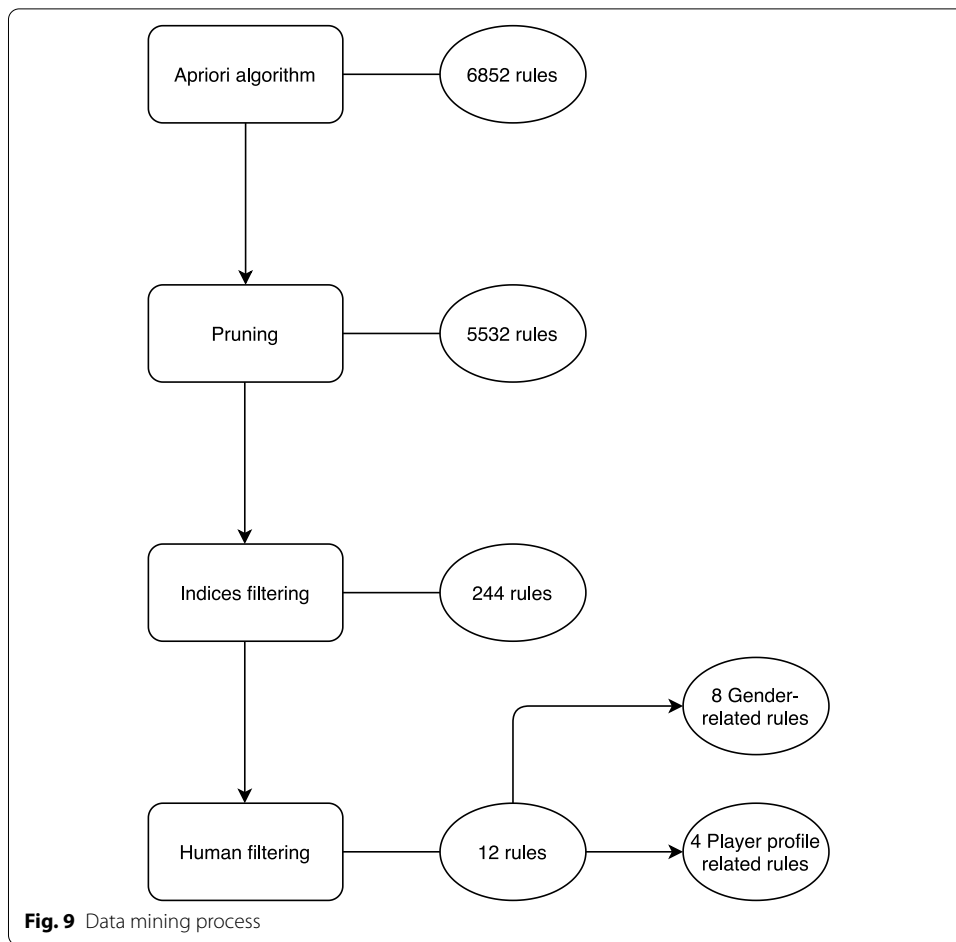 Apriori algorithm
6852 rules
Pruning
5532 rules
Indices filtering
244 rules
8 Gender-
related rules
Human filtering
12 rules
4 Player profile
related rules
Fig. 9 Data mining process